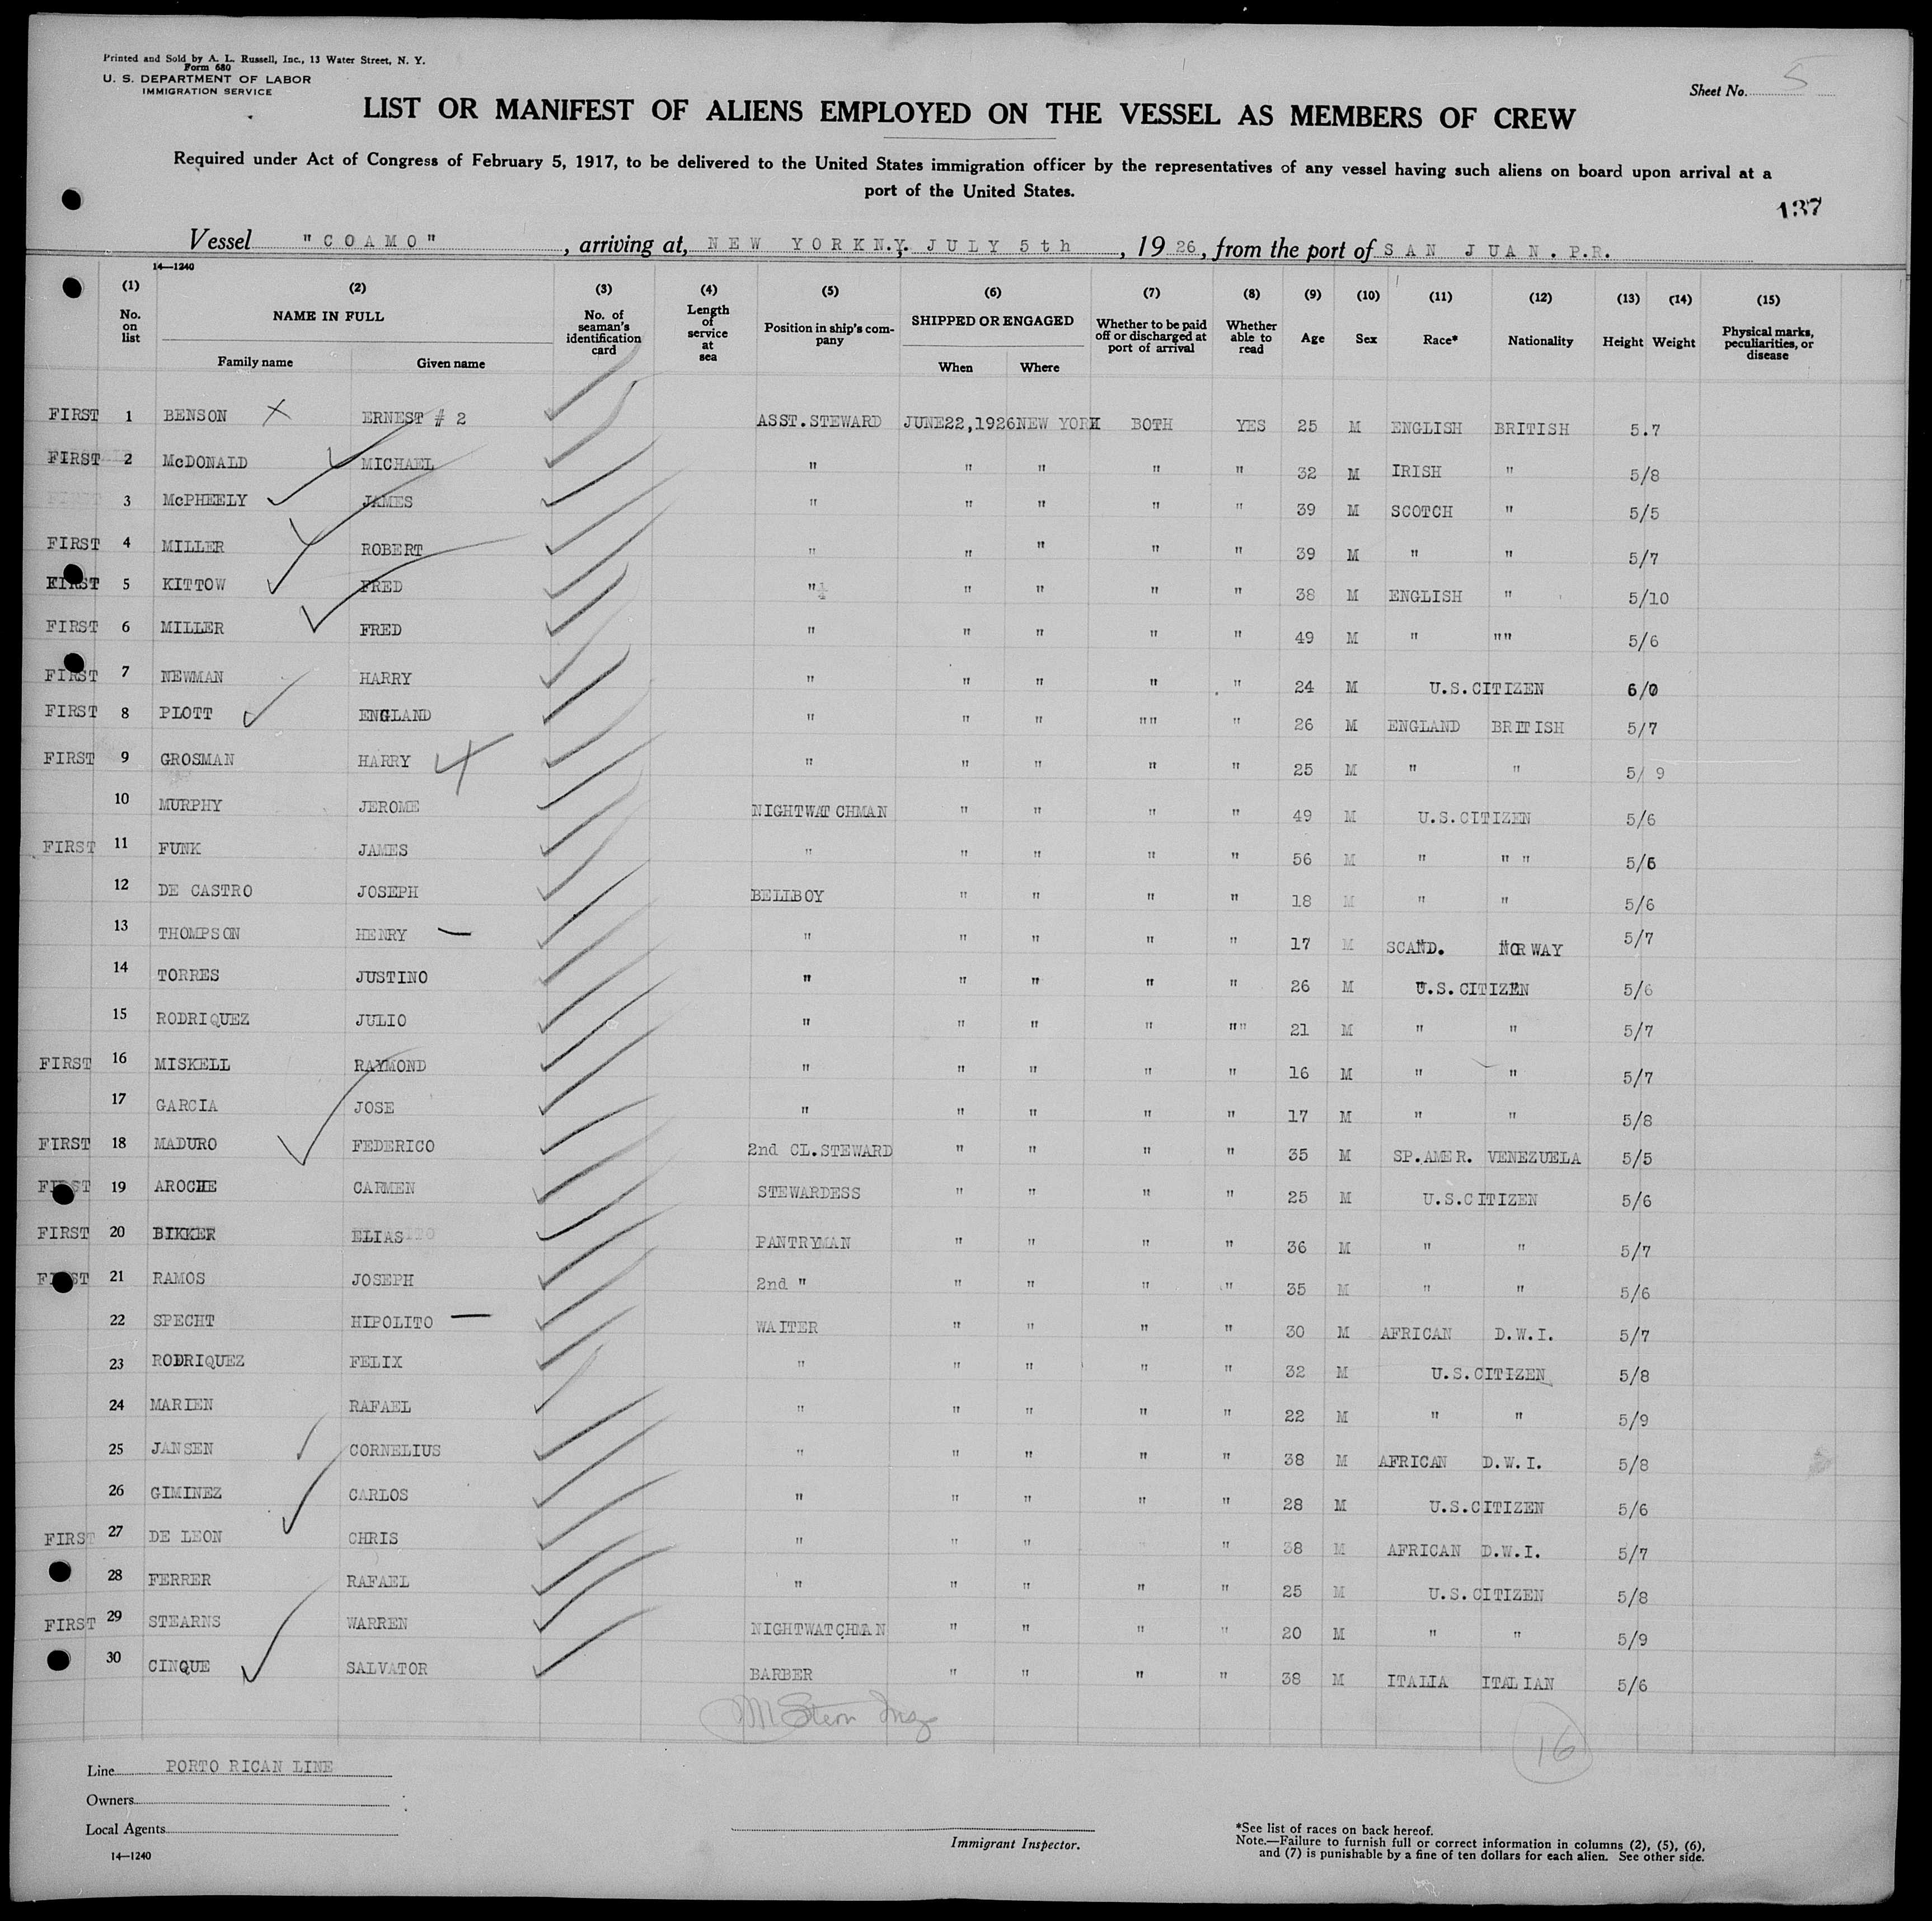 Printed and Sold by A. L. Russell, Inc., 13 Water Street, N. Y.
Form 680
U. S. DEPARTMENT OF LABOR
IMMIGRATION SERVICE
Sheet No. 5
LIST OR MANIFEST OF ALIENS EMPLOYED ON THE VESSEL AS MEMBERS OF CREW
Required under Act of Congress of February 5, 1917, to be delivered to the United States immigration officer by the representatives of any vessel having such aliens on board upon arrival at a
port of the United States.
137
Vessel "COAMO", arriving at, NEW YORK N.Y. JULY 5th, 1926, from the port of SAN JUAN. P.R.
14—1240
(1) (2) (3) (4) (5) (6) (7) (8) (9) (10) (11) (12) (13) (14) (15)
No. on list NAME IN FULL Family name Given name No. of seaman's identification card Length of service at sea Position in ship's company SHIPPED OR ENGAGED When Where Whether to be paid off or discharged at port of arrival Whether able to read Age Sex Race* Nationality Height Weight Physical marks, peculiarities, or disease
FIRST 1 BENSON ERNEST # 2 ASST.STEWARD JUNE22,1926 NEW YORK BOTH YES 25 M ENGLISH BRITISH 5.7
FIRST 2 McDONALD MICHAEL " " " " " 32 M IRISH " 5/8
FIRST 3 McPHEELY JAMES " " " " " 39 M SCOTCH " 5/5
FIRST 4 MILLER ROBERT " " " " " 39 M " " 5/7
FIRST 5 KITTOW FRED " " " " " 38 M ENGLISH " 5/10
FIRST 6 MILLER FRED " " " " " 49 M " "" 5/6
FIRST 7 NEWMAN HARRY " " " " " 24 M U.S.CITIZEN 6/0
FIRST 8 PLOTT ENGLAND " " " "" " 26 M ENGLAND BRITISH 5/7
FIRST 9 GROSMAN HARRY " " " " " 25 M " " 5/ 9
10 MURPHY JEROME NIGHTWATCHMAN " " " " 49 M U.S.CITIZEN 5/6
FIRST 11 FUNK JAMES " " " " " 56 M " " " 5/6
12 DE CASTRO JOSEPH BELLBOY " " " " 18 M " " 5/6
13 THOMPSON HENRY " " " " " 17 M SCAND. NORWAY 5/7
14 TORRES JUSTINO " " " " " 26 M U.S.CITIZEN 5/6
15 RODRIQUEZ JULIO " " " " "" 21 M " " 5/7
FIRST 16 MISKELL RAYMOND " " " " " 16 M " " 5/7
17 GARCIA JOSE " " " " " 17 M " " 5/8
FIRST 18 MADURO FEDERICO 2nd CL.STEWARD " " " " 35 M SP.AMER. VENEZUELA 5/5
FIRST 19 AROCHE CARMEN STEWARDESS " " " " 25 M U.S.CITIZEN 5/6
FIRST 20 BIKKER ELIAS PANTRYMAN " " " " 36 M " " 5/7
FIRST 21 RAMOS JOSEPH 2nd " " " " " 35 M " " 5/6
22 SPECHT HIPOLITO WAITER " " " " 30 M AFRICAN D.W.I. 5/7
23 RODRIQUEZ FELIX " " " " " 32 M U.S.CITIZEN 5/8
24 MARIEN RAFAEL " " " " " 22 M " " 5/9
25 JANSEN CORNELIUS " " " " " 38 M AFRICAN D.W.I. 5/8
26 GIMINEZ CARLOS " " " " " 28 M U.S.CITIZEN 5/6
FIRST 27 DE LEON CHRIS " " " " 38 M AFRICAN D.W.I. 5/7
28 FERRER RAFAEL " " " " " 25 M U.S.CITIZEN 5/8
FIRST 29 STEARNS WARREN NIGHTWATCHMAN " " " " 20 M " " 5/9
30 CINQUE SALVATOR BARBER " " " " 38 M ITALIA ITALIAN 5/6
M Stern Insp
16
Line PORTO RICAN LINE
Owners
Local Agents
14—1240
Immigrant Inspector.
*See list of races on back hereof.
Note.—Failure to furnish full or correct information in columns (2), (5), (6),
and (7) is punishable by a fine of ten dollars for each alien. See other side.